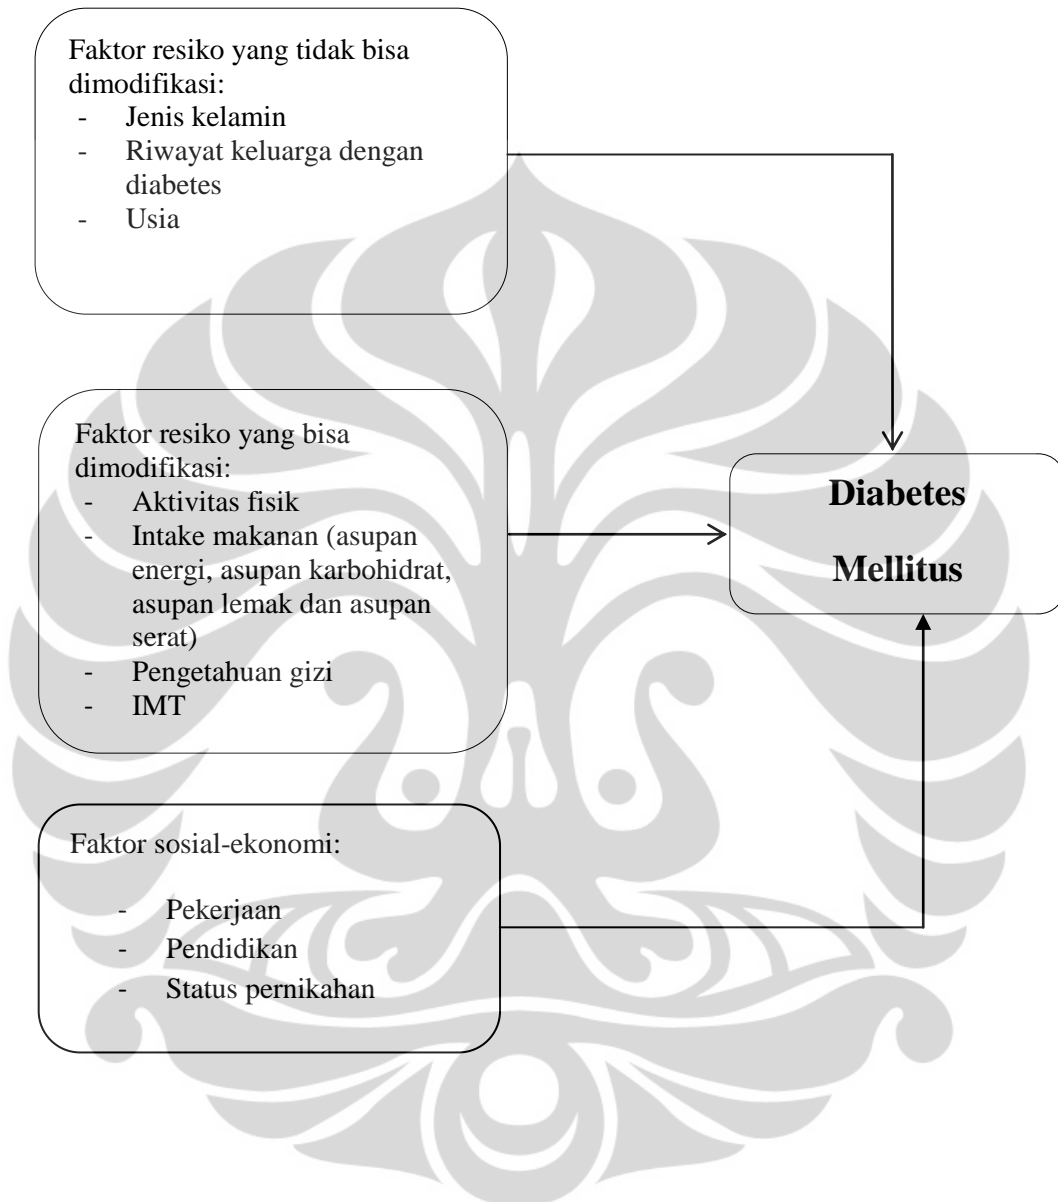 Faktor resiko yang tidak bisa
dimodifikasi:
- Jenis kelamin
- Riwayat keluarga dengan
diabetes
- Usia
Faktor resiko yang bisa
dimodifikasi:
- Aktivitas fisik
- Intake makanan (asupan
energi, asupan karbohidrat,
asupan lemak dan asupan
serat)
- Pengetahuan gizi
- IMT
Diabetes
Mellitus
Faktor sosial-ekonomi:
- Pekerjaan
- Pendidikan
- Status pernikahan